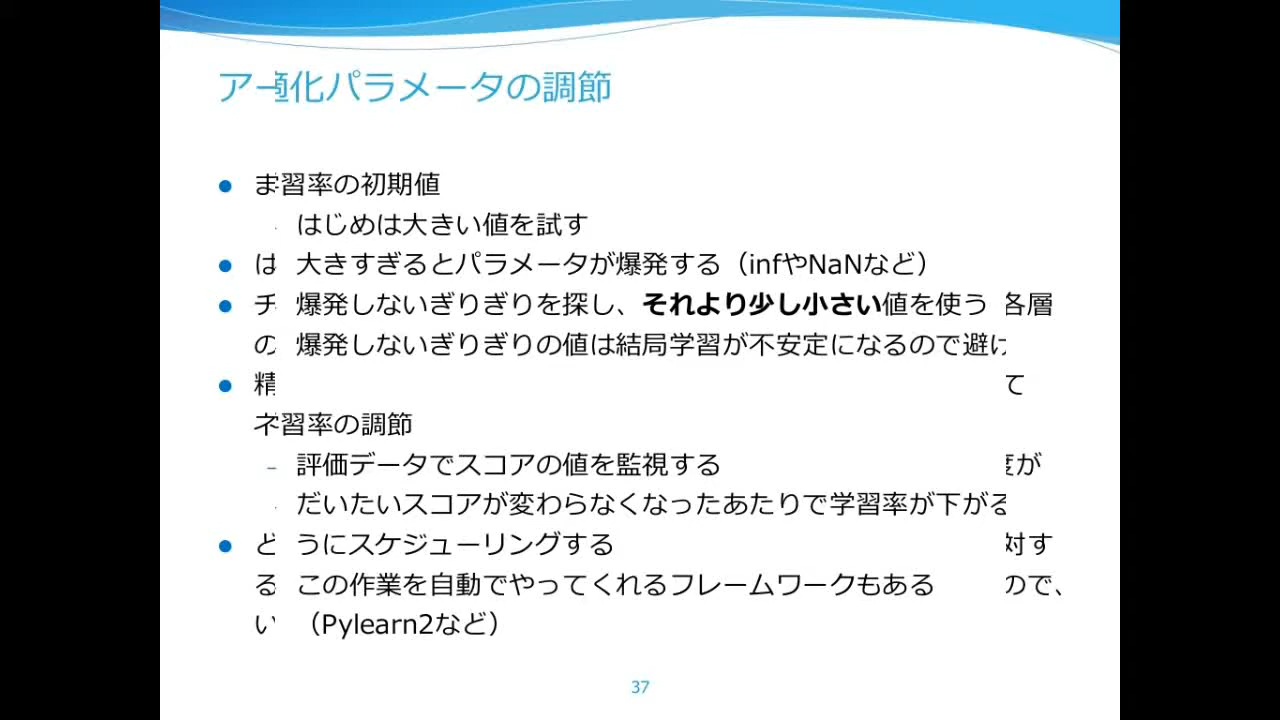 ア適化パラメータの調節
ま習率の初期値
はじめは大きい値を試す
は 大きすぎるとパラメータが爆発する（infやNaNなど）
チ 爆発しないぎりぎりを探し、それより少し小さい値を使う 各層
の 爆発しないぎりぎりの値は結局学習が不安定になるので避け
精 て
ネ習率の調節
– 評価データでスコアの値を監視する 度が
だいたいスコアが変わらなくなったあたりで学習率が下がる
ど うにスケジューリングする 対す
る この作業を自動でやってくれるフレームワークもある ので、
い （Pylearn2など）
37